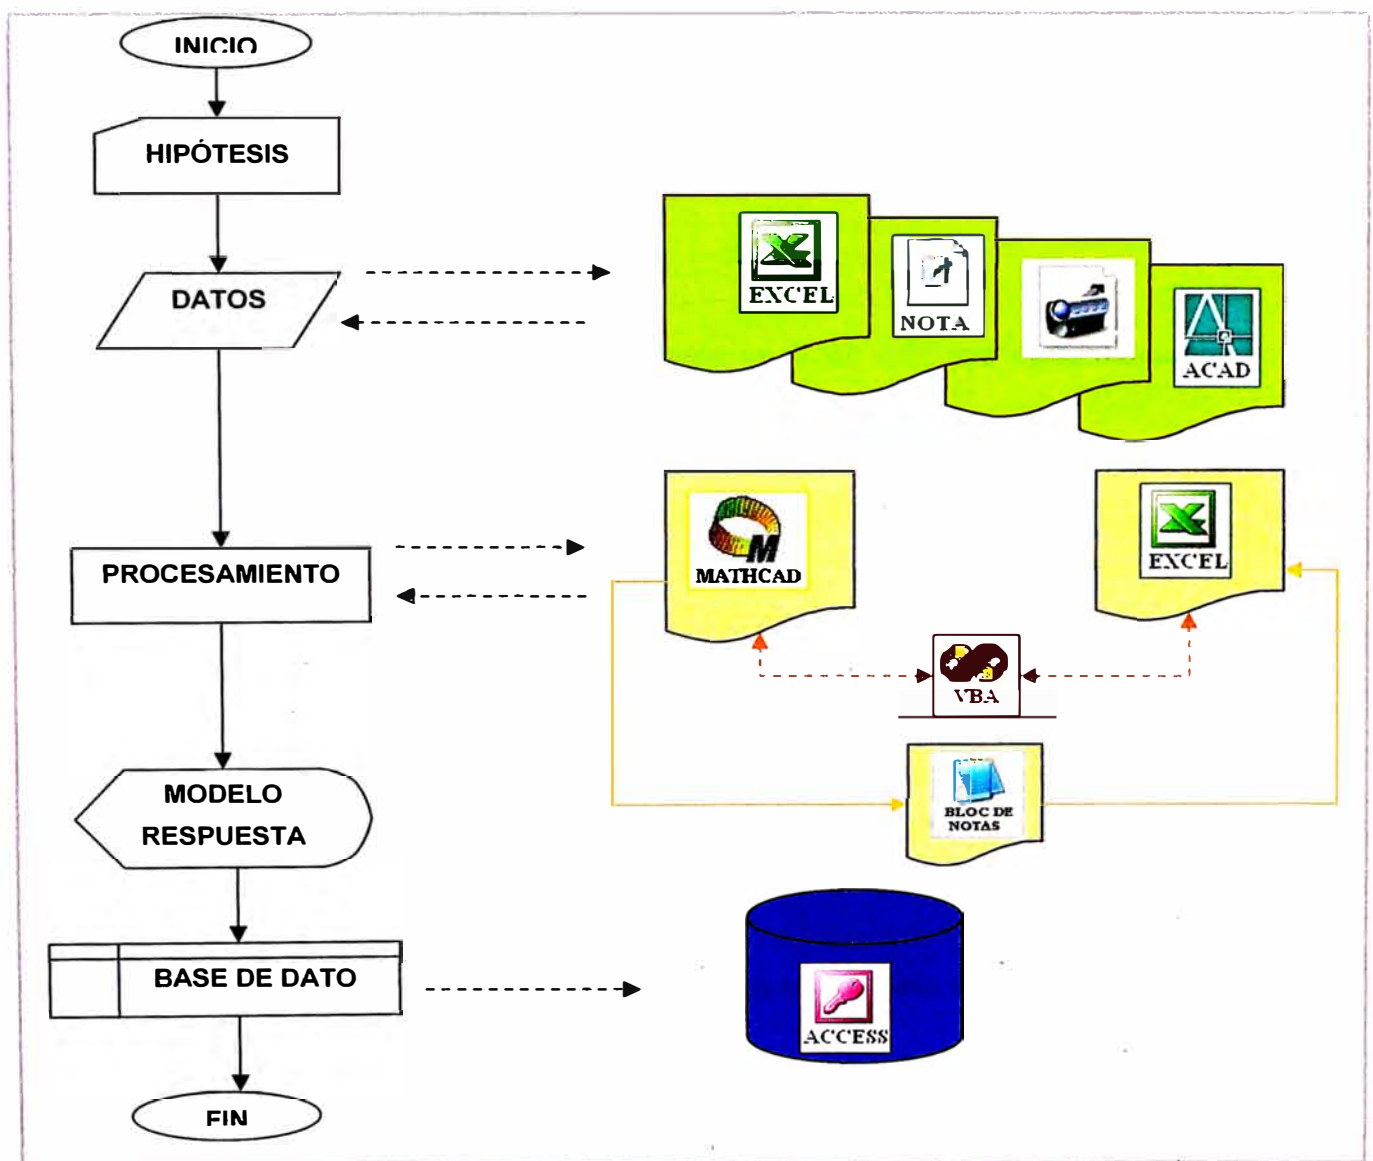 INICIO
HIPÓTESIS
DATOS
EXCEL
NOTA
ACAD
PROCESAMIENTO
MATHCAD
EXCEL
VBA
MODELO
RESPUESTA
BLOC DE
NOTAS
BASE DE DATO
ACCESS
FIN